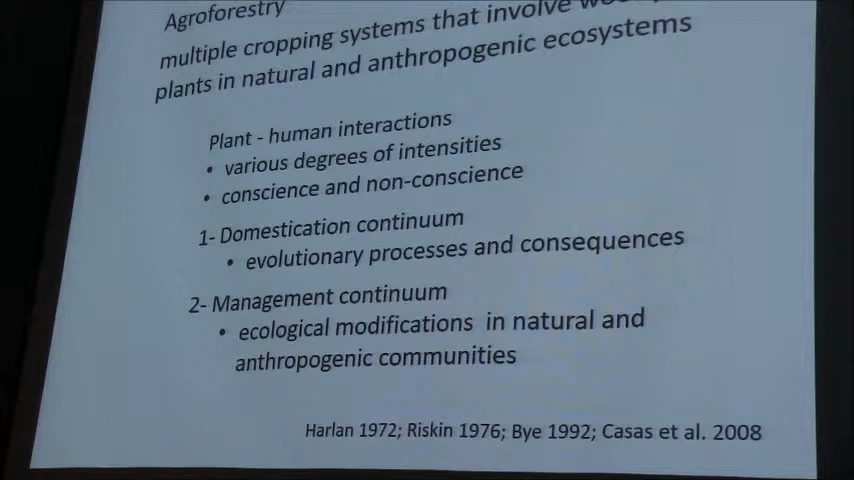 Agroforestry
multiple cropping systems that involve
plants in natural and anthropogenic ecosystems
Plant - human interactions
• various degrees of intensities
• conscience and non-conscience
1- Domestication continuum
• evolutionary processes and consequences
2- Management continuum
• ecological modifications in natural and
anthropogenic communities
Harlan 1972; Riskin 1976; Bye 1992; Casas et al. 2008